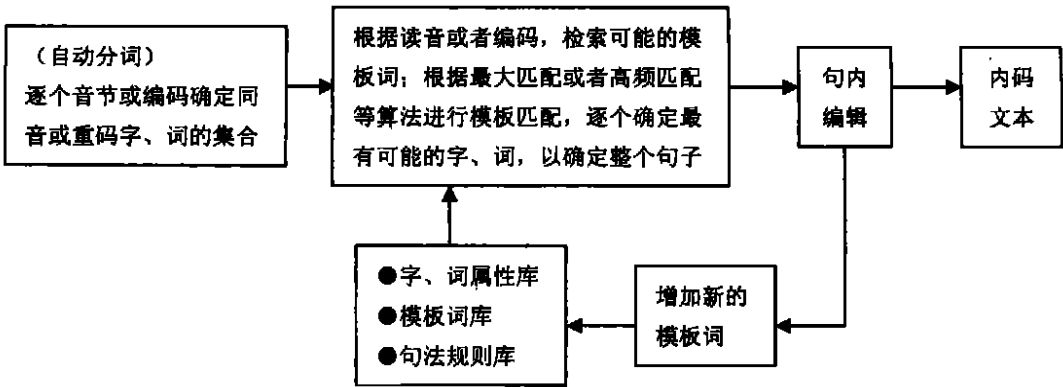 （自动分词）
逐个音节或编码确定同
音或重码字、词的集合
根据读音或者编码，检索可能的模
板词；根据最大匹配或者高频匹配
等算法进行模板匹配，逐个确定最
有可能的字、词，以确定整个句子
句内
编辑
内码
文本
●字、词属性库
●模板词库
●句法规则库
增加新的
模板词